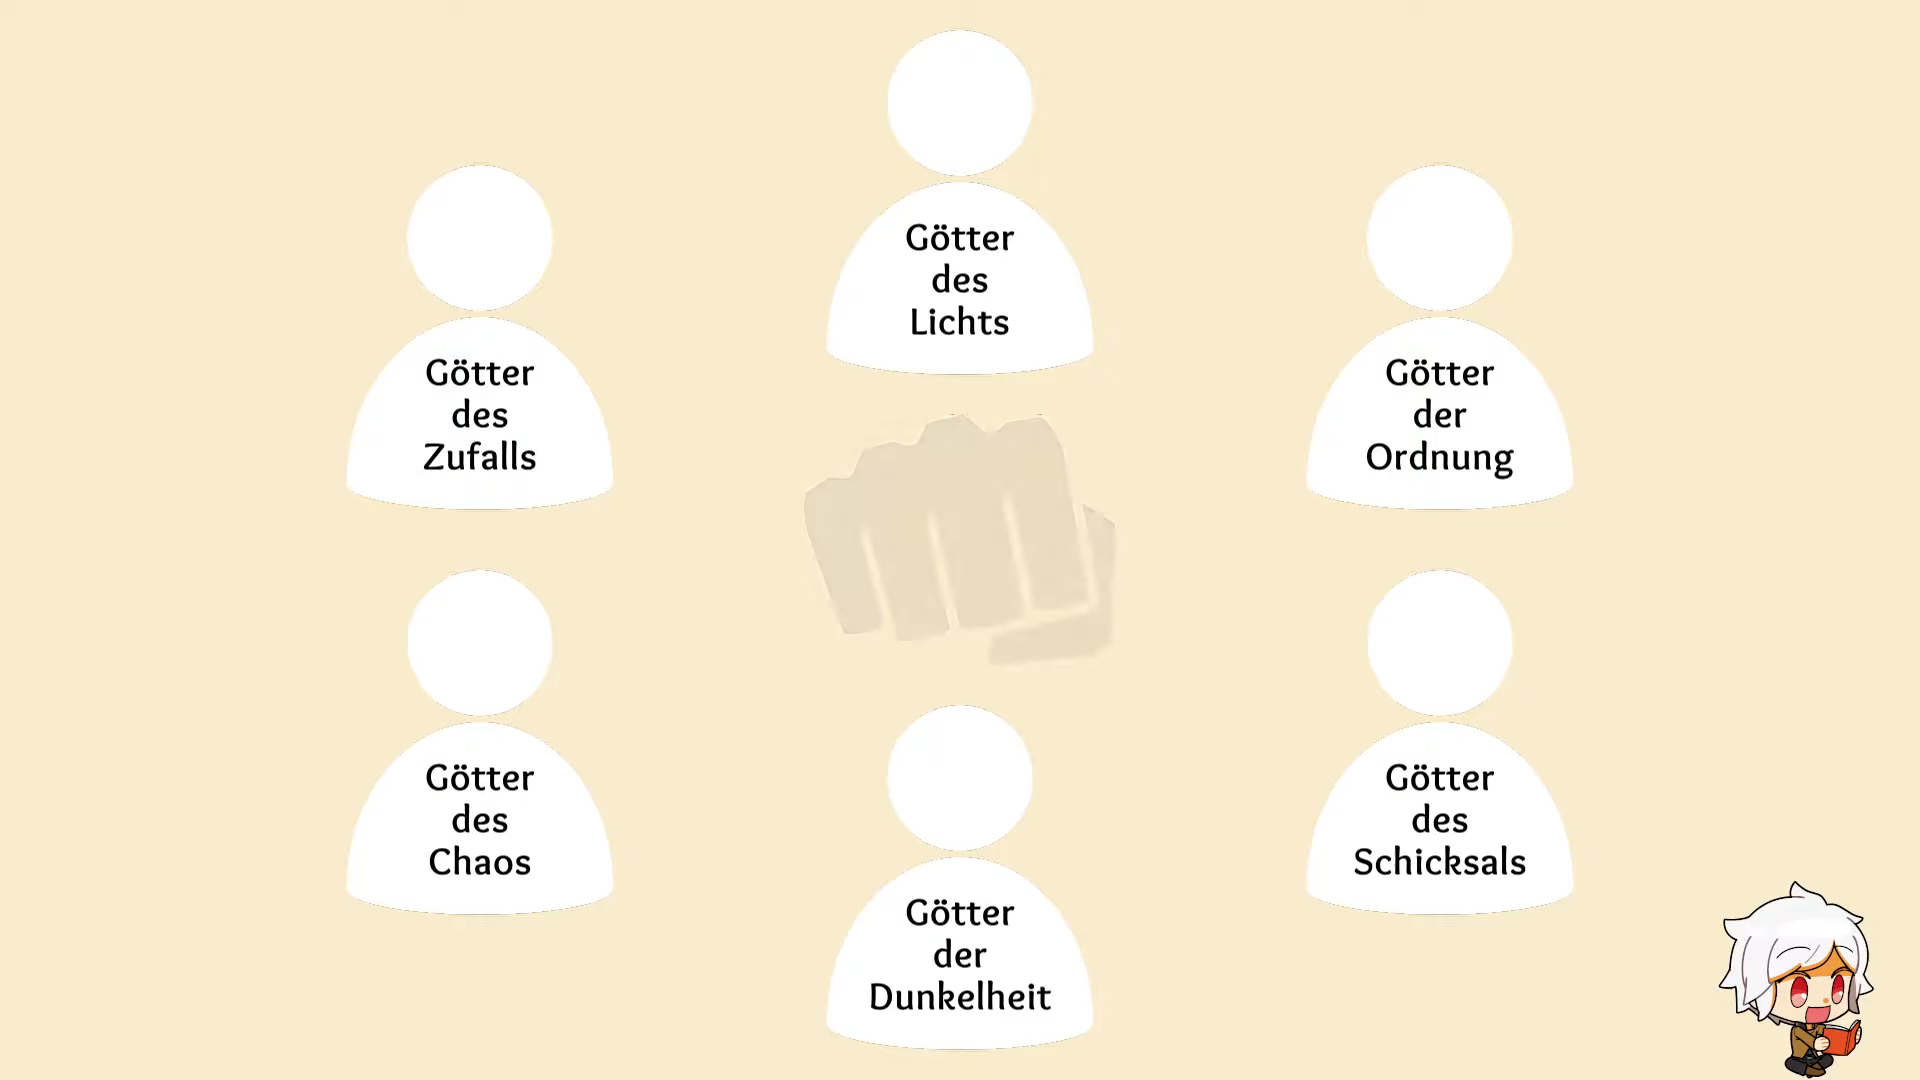 Götter
des
Lichts
Götter
des
Zufalls
Götter
der
Ordnung
Götter
des
Chaos
Götter
des
Schicksals
Götter
der
Dunkelheit